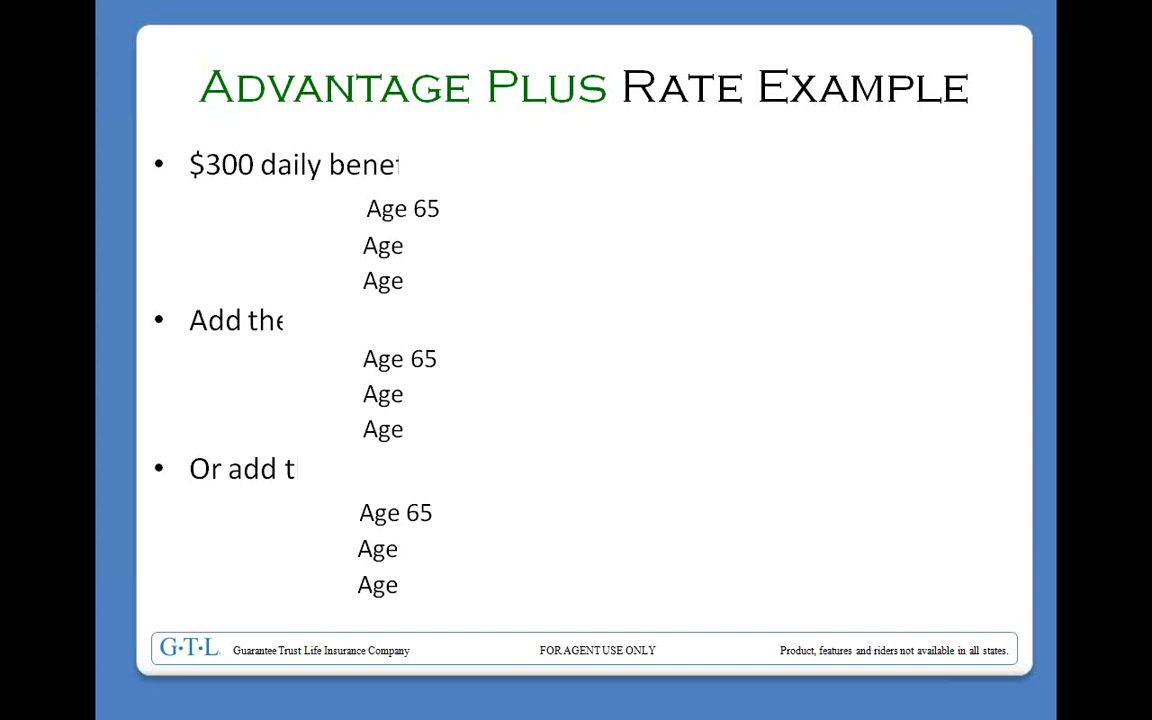 Advantage Plus Rate Example
• $300 daily
Age 65
Age
Age
• Add the
Age 65
Age
Age
• Or add
Age 65
Age
Age
G·T·L Guarantee Trust Life Insurance Company FOR AGENT USE ONLY Product, features and riders not available in all states.